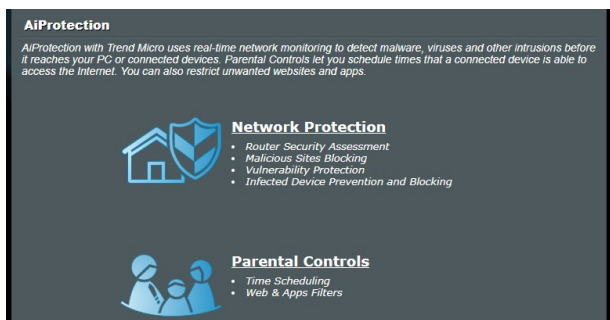 AiProtection
AiProtection with Trend Micro uses real-time network monitoring to detect malware, viruses and other intrusions before
it reaches your PC or connected devices. Parental Controls let you schedule times that a connected device is able to
access the Internet. You can also restrict unwanted websites and apps.
Network Protection
• Router Security Assessment
• Malicious Sites Blocking
• Vulnerability Protection
• Infected Device Prevention and Blocking
Parental Controls
• Time Scheduling
• Web & Apps Filters